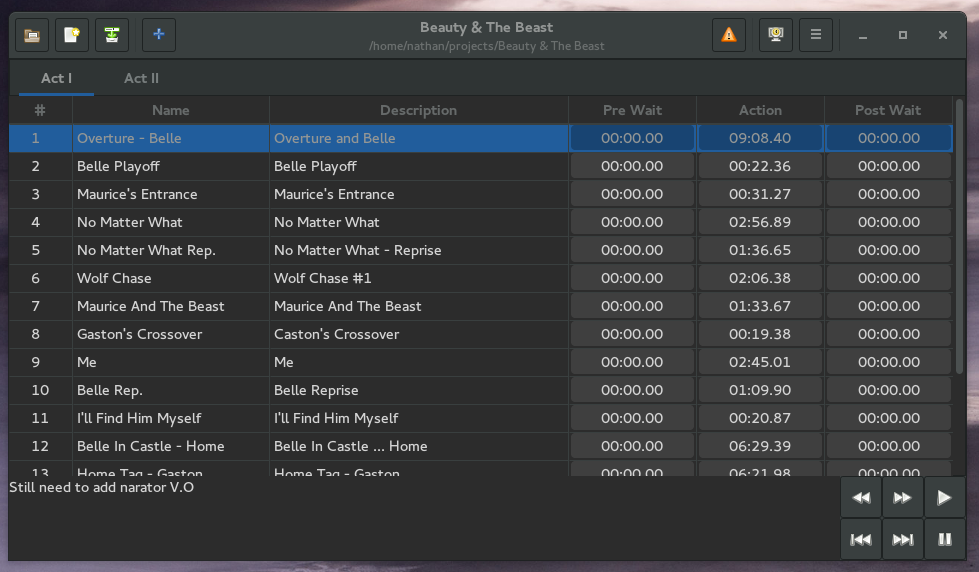 Beauty & The Beast
/home/nathan/projects/Beauty & The Beast
Act I Act II
# Name Description Pre Wait Action Post Wait
1 Overture - Belle Overture and Belle 00:00.00 09:08.40 00:00.00
2 Belle Playoff Belle Playoff 00:00.00 00:22.36 00:00.00
3 Maurice's Entrance Maurice's Entrance 00:00.00 00:31.27 00:00.00
4 No Matter What No Matter What 00:00.00 02:56.89 00:00.00
5 No Matter What Rep. No Matter What - Reprise 00:00.00 01:36.65 00:00.00
6 Wolf Chase Wolf Chase #1 00:00.00 02:06.38 00:00.00
7 Maurice And The Beast Maurice And The Beast 00:00.00 01:33.67 00:00.00
8 Gaston's Crossover Caston's Crossover 00:00.00 00:19.38 00:00.00
9 Me Me 00:00.00 02:45.01 00:00.00
10 Belle Rep. Belle Reprise 00:00.00 01:09.90 00:00.00
11 I'll Find Him Myself I'll Find Him Myself 00:00.00 00:20.87 00:00.00
12 Belle In Castle - Home Belle In Castle ... Home 00:00.00 06:29.39 00:00.00
13 Home Tag - Gaston Home Tag - Gaston 00:00.00 06:21.98 00:00.00
Still need to add narator V.O